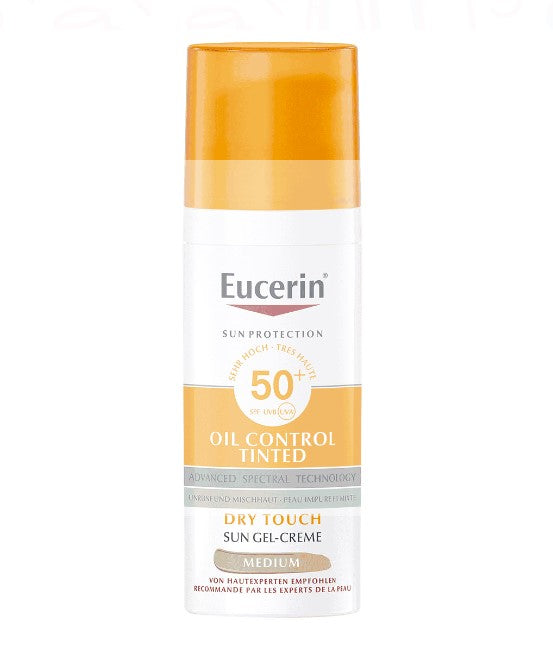 Eucerin®
SUN PROTECTION
SEHR HOCH · TRÈS HAUTE
50+
SPF UVB UVA
OIL CONTROL
TINTED
ADVANCED SPECTRAL TECHNOLOGY
UNREINE UND MISCHHAUT · PEAU IMPURE ET MIXTE
DRY TOUCH
SUN GEL-CREME
MEDIUM
VON HAUTEXPERTEN EMPFOHLEN
RECOMMANDÉ PAR LES EXPERTS DE LA PEAU